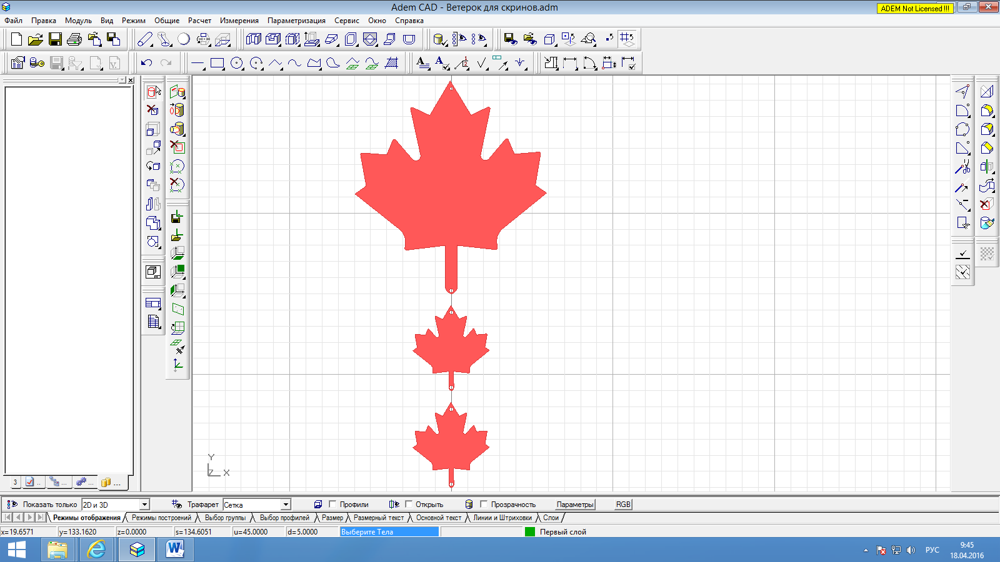 Adem CAD - Ветерок для скринов.adm
ADEM Not Licensed !!!
Файл Правка Модуль Вид Режим Общие Расчет Измерения Параметризация Сервис Окно Справка
Y
Z X
3 .. ... ... ...
Показать только 2D и 3D Трафарет Сетка Профили Открыть Прозрачность Параметры RGB
Режимы отображения Режимы построений Выбор группы Выбор профилей Размер Размерный текст Основной текст Линии и Штриховки Слои
x=19.6571 y=133.1620 z=0.0000 s=134.6051 u=45.0000 d=5.0000 Выберите Тела Первый слой
РУС
9:45
18.04.2016